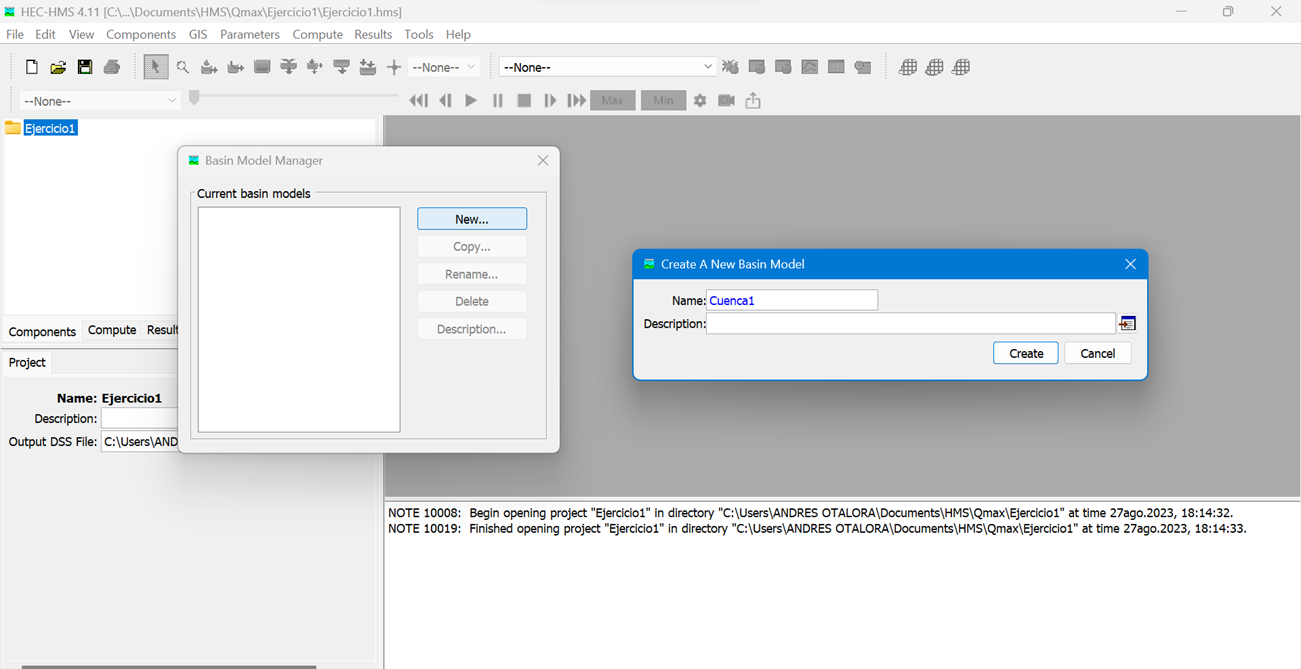 HEC-HMS 4.11 [C:\...\Documents\HMS\Qmax\Ejercicio1\Ejercicio1.hms]
File Edit View Components GIS Parameters Compute Results Tools Help
--None-- --None--
--None-- Max Min
Ejercicio1
Basin Model Manager
Current basin models
New...
Copy...
Rename...
Delete
Description...
Create A New Basin Model
Name: Cuenca1
Description:
Create Cancel
Components Compute Result
Project
Name: Ejercicio1
Description:
Output DSS File: C:\Users\AND
NOTE 10008: Begin opening project "Ejercicio1" in directory "C:\Users\ANDRES OTALORA\Documents\HMS\Qmax\Ejercicio1" at time 27ago.2023, 18:14:32.
NOTE 10019: Finished opening project "Ejercicio1" in directory "C:\Users\ANDRES OTALORA\Documents\HMS\Qmax\Ejercicio1" at time 27ago.2023, 18:14:33.